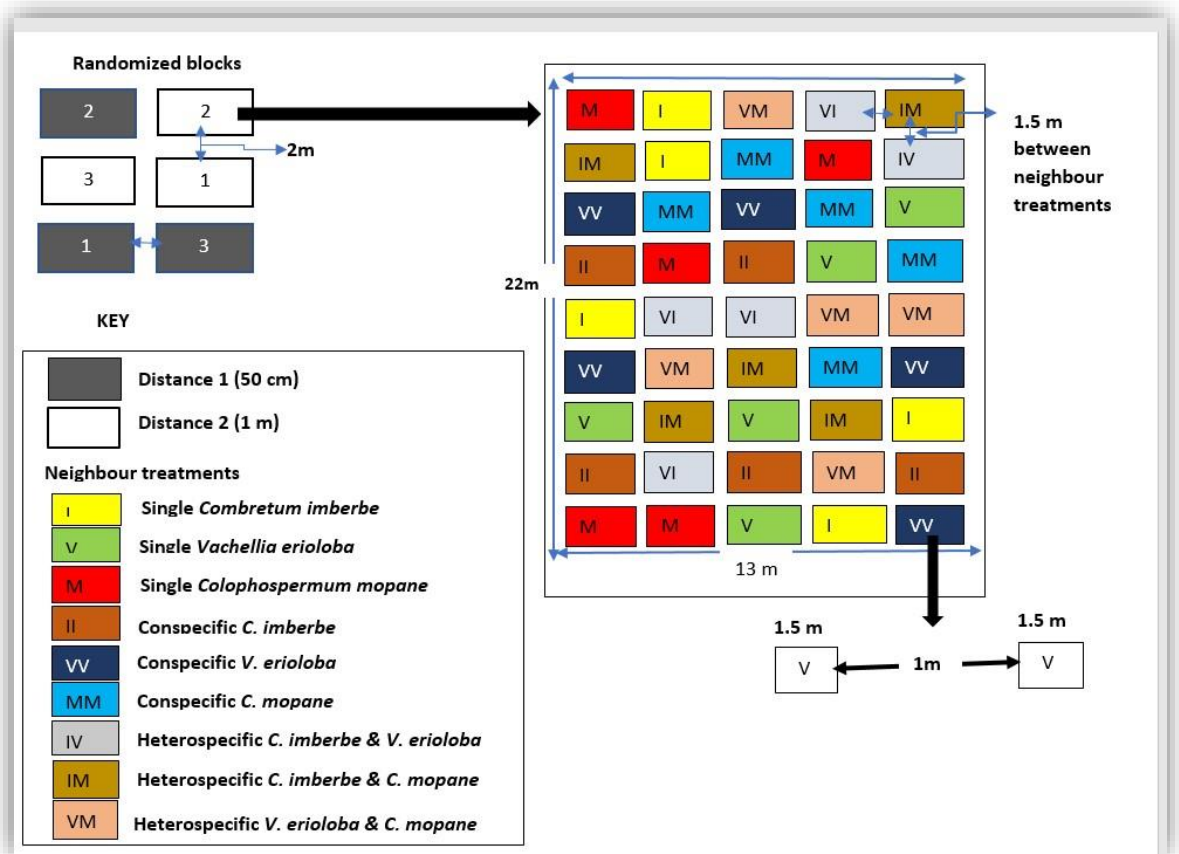 Randomized blocks
2 2
2m
3 1
1 3
KEY
Distance 1 (50 cm)
Distance 2 (1 m)
Neighbour treatments
I Single Combretum imberbe
V Single Vachellia erioloba
M Single Colophospermum mopane
II Conspecific C. imberbe
VV Conspecific V. erioloba
MM Conspecific C. mopane
IV Heterospecific C. imberbe & V. erioloba
IM Heterospecific C. imberbe & C. mopane
VM Heterospecific V. erioloba & C. mopane
M I VM VI IM
IM I MM M IV
VV MM VV MM V
II M II V MM
22m
I VI VI VM VM
VV VM IM MM VV
V IM V IM I
II VI II VM II
M M V I VV
13 m
1.5 m
between
neighbour
treatments
1.5 m 1.5 m
V 1m V